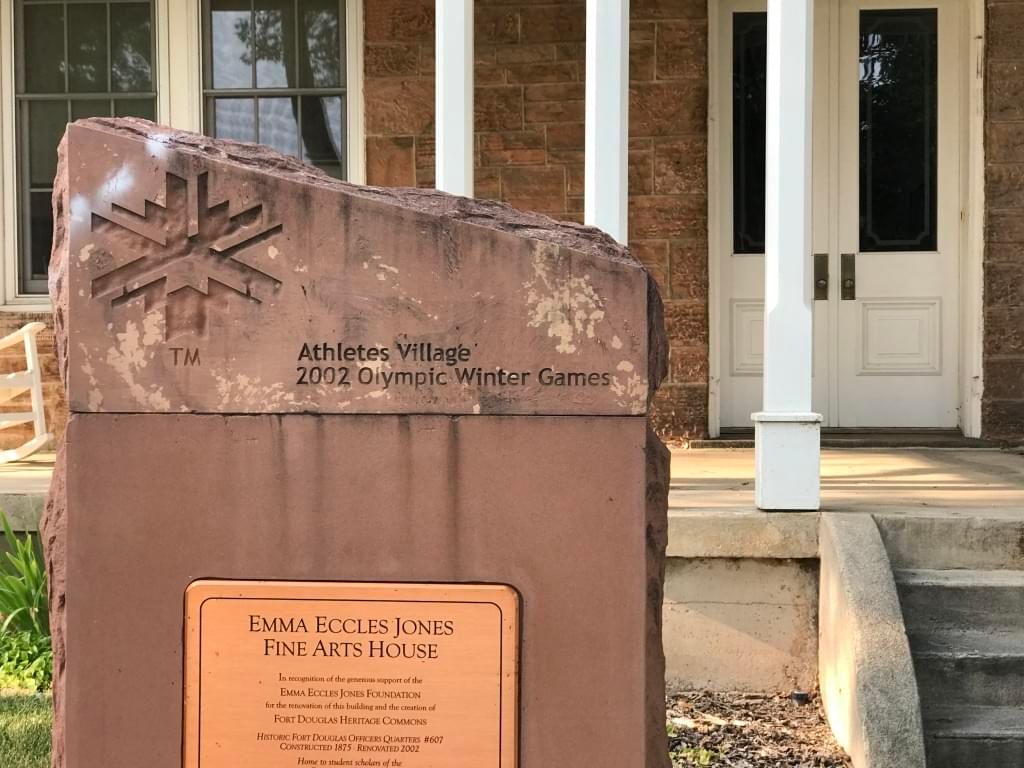 TM
Athletes Village
2002 Olympic Winter Games
EMMA ECCLES JONES
FINE ARTS HOUSE
In recognition of the generous support of the
EMMA ECCLES JONES FOUNDATION
for the renovation of this building and the creation of
FORT DOUGLAS HERITAGE COMMONS
HISTORIC FORT DOUGLAS OFFICERS QUARTERS #607
CONSTRUCTED 1875 · RENOVATED 2002
Home to student scholars of the